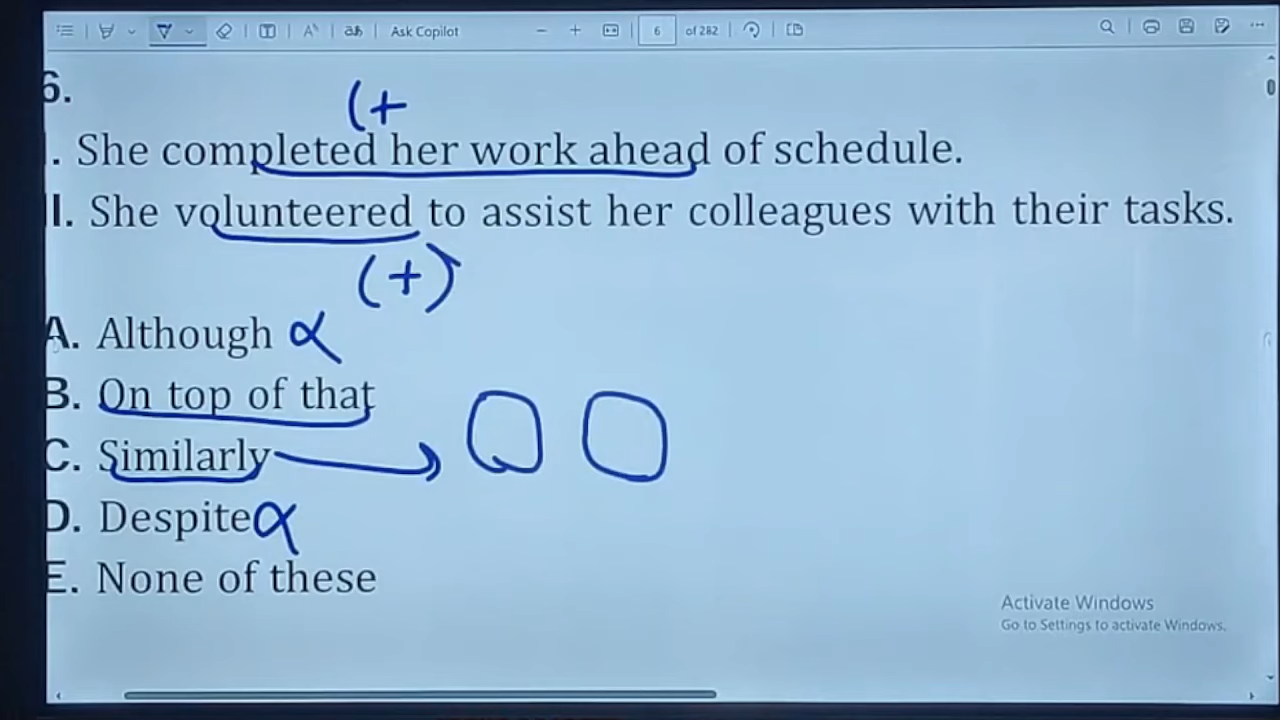 Ask Copilot
6
of 282
6.
(+
I. She completed her work ahead of schedule.
II. She volunteered to assist her colleagues with their tasks.
(+)
A. Although
B. On top of that
C. Similarly
D. Despite
E. None of these
Activate Windows
Go to Settings to activate Windows.